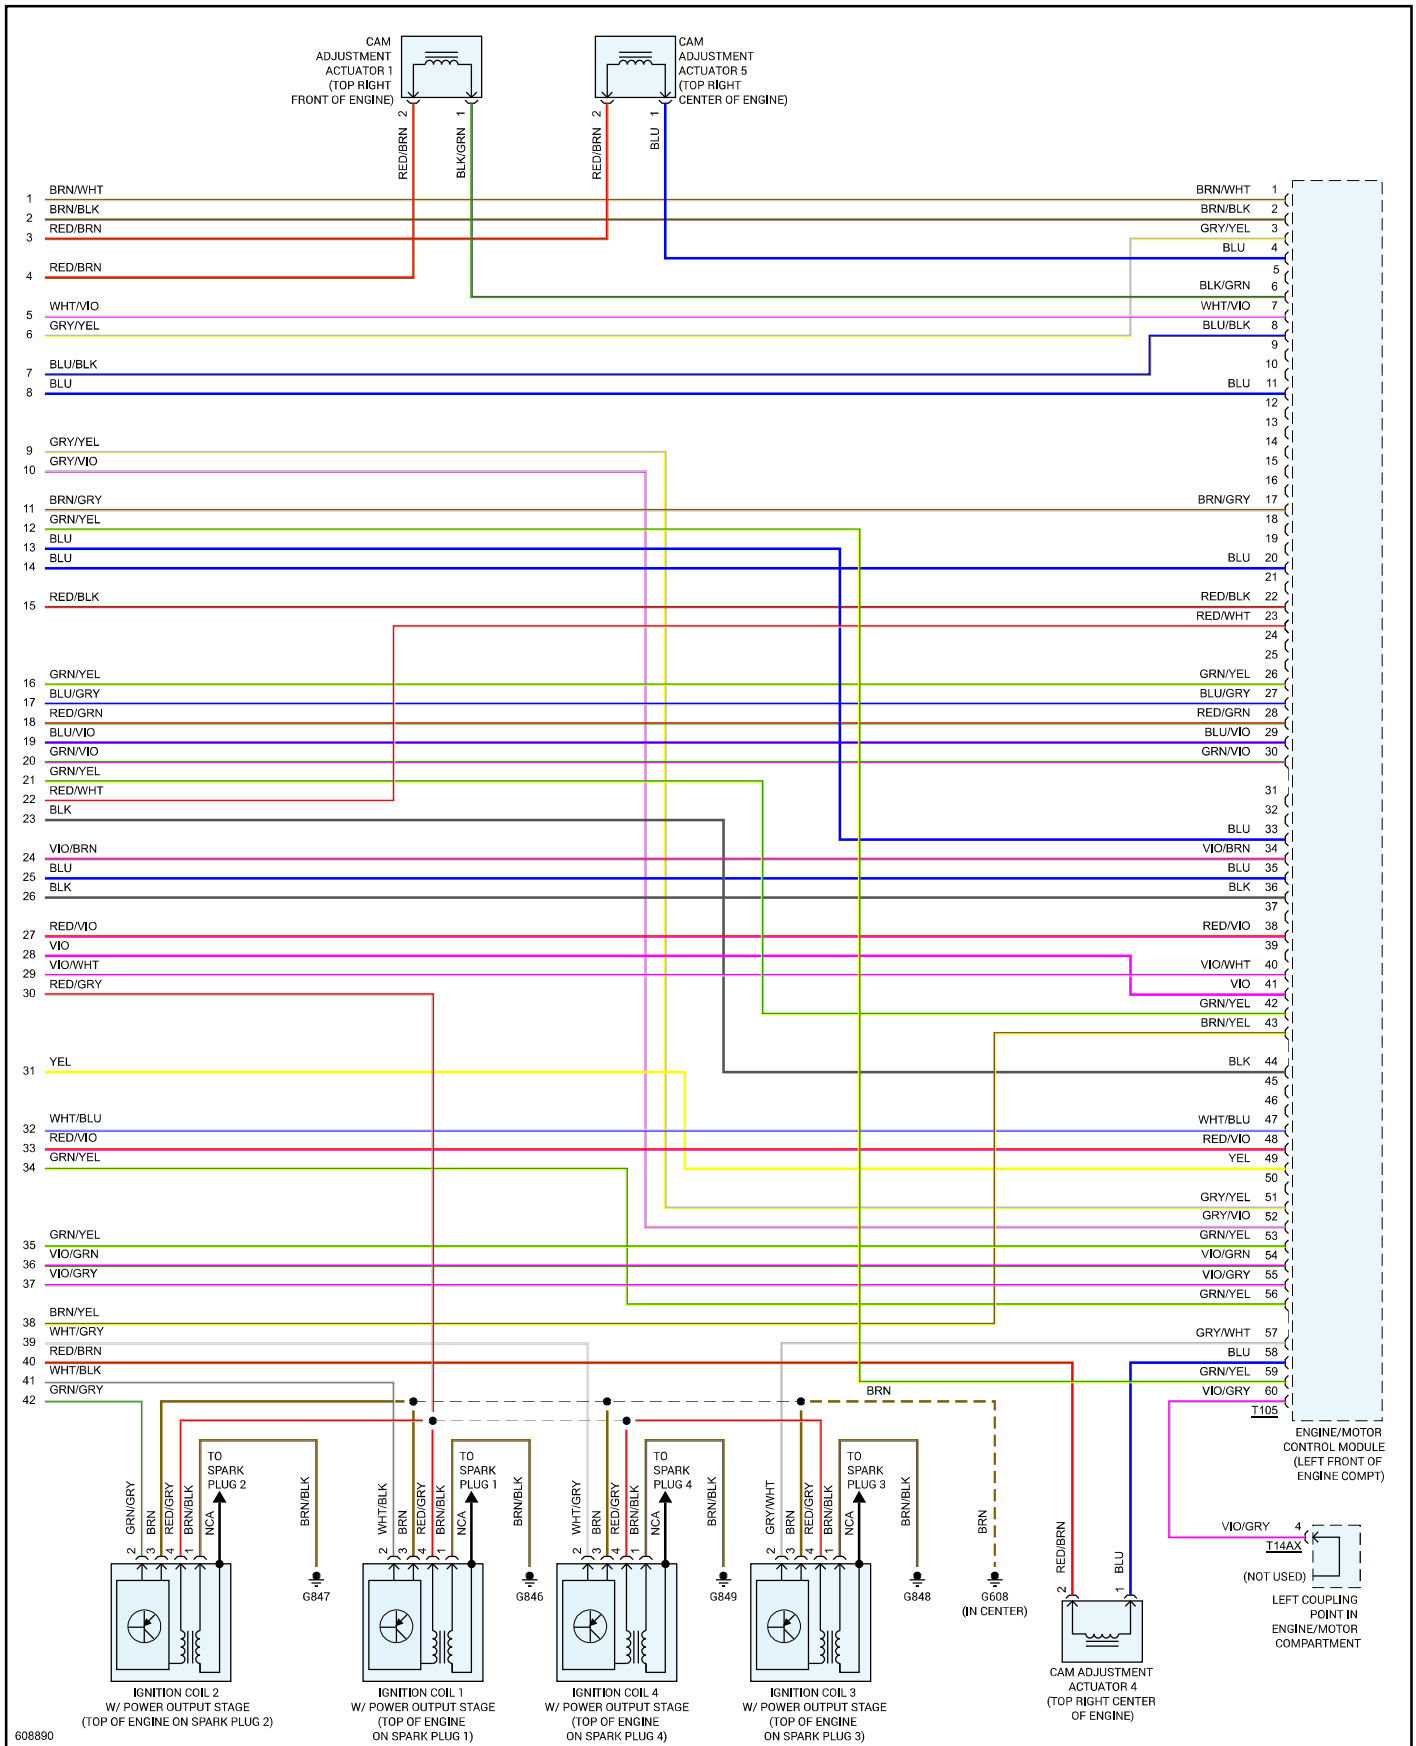 CAM
ADJUSTMENT
ACTUATOR 1
(TOP RIGHT
FRONT OF ENGINE)
CAM
ADJUSTMENT
ACTUATOR 5
(TOP RIGHT
CENTER OF ENGINE)
RED/BRN 2
BLK/GRN 1
RED/BRN 2
BLU 1
1 BRN/WHT
2 BRN/BLK
3 RED/BRN
4 RED/BRN
5 WHT/VIO
6 GRY/YEL
7 BLU/BLK
8 BLU
9 GRY/YEL
10 GRY/VIO
11 BRN/GRY
12 GRN/YEL
13 BLU
14 BLU
15 RED/BLK
16 GRN/YEL
17 BLU/GRY
18 RED/GRN
19 BLU/VIO
20 GRN/VIO
21 GRN/YEL
22 RED/WHT
23 BLK
24 VIO/BRN
25 BLU
26 BLK
27 RED/VIO
28 VIO
29 VIO/WHT
30 RED/GRY
31 YEL
32 WHT/BLU
33 RED/VIO
34 GRN/YEL
35 GRN/YEL
36 VIO/GRN
37 VIO/GRY
38 BRN/YEL
39 WHT/GRY
40 RED/BRN
41 WHT/BLK
42 GRN/GRY
BRN/WHT 1
BRN/BLK 2
GRY/YEL 3
BLU 4
5
BLK/GRN 6
WHT/VIO 7
BLU/BLK 8
9
10
BLU 11
12
13
14
15
16
BRN/GRY 17
18
19
BLU 20
21
RED/BLK 22
RED/WHT 23
24
25
GRN/YEL 26
BLU/GRY 27
RED/GRN 28
BLU/VIO 29
GRN/VIO 30
31
32
BLU 33
VIO/BRN 34
BLU 35
BLK 36
37
RED/VIO 38
39
VIO/WHT 40
VIO 41
GRN/YEL 42
BRN/YEL 43
BLK 44
45
46
WHT/BLU 47
RED/VIO 48
YEL 49
50
GRY/YEL 51
GRY/VIO 52
GRN/YEL 53
VIO/GRN 54
VIO/GRY 55
GRN/YEL 56
GRY/WHT 57
BLU 58
GRN/YEL 59
VIO/GRY 60
T105
ENGINE/MOTOR
CONTROL MODULE
(LEFT FRONT OF
ENGINE COMPT)
BRN
TO
SPARK
PLUG 2
TO
SPARK
PLUG 1
TO
SPARK
PLUG 4
TO
SPARK
PLUG 3
2 GRN/GRY
3 BRN
4 RED/GRY
1 BRN/BLK
NCA
BRN/BLK
2 WHT/BLK
3 BRN
4 RED/GRY
1 BRN/BLK
NCA
BRN/BLK
2 WHT/GRY
3 BRN
4 RED/GRY
1 BRN/BLK
NCA
BRN/BLK
2 GRY/WHT
3 BRN
4 RED/GRY
1 BRN/BLK
NCA
BRN/BLK
BRN
G847
G846
G849
G848
G608
(IN CENTER)
2 RED/BRN
1 BLU
VIO/GRY 4
T14AX
(NOT USED)
LEFT COUPLING
POINT IN
ENGINE/MOTOR
COMPARTMENT
CAM ADJUSTMENT
ACTUATOR 4
(TOP RIGHT CENTER
OF ENGINE)
IGNITION COIL 2
W/ POWER OUTPUT STAGE
(TOP OF ENGINE ON SPARK PLUG 2)
IGNITION COIL 1
W/ POWER OUTPUT STAGE
(TOP OF ENGINE
ON SPARK PLUG 1)
IGNITION COIL 4
W/ POWER OUTPUT STAGE
(TOP OF ENGINE
ON SPARK PLUG 4)
IGNITION COIL 3
W/ POWER OUTPUT STAGE
(TOP OF ENGINE
ON SPARK PLUG 3)
608890